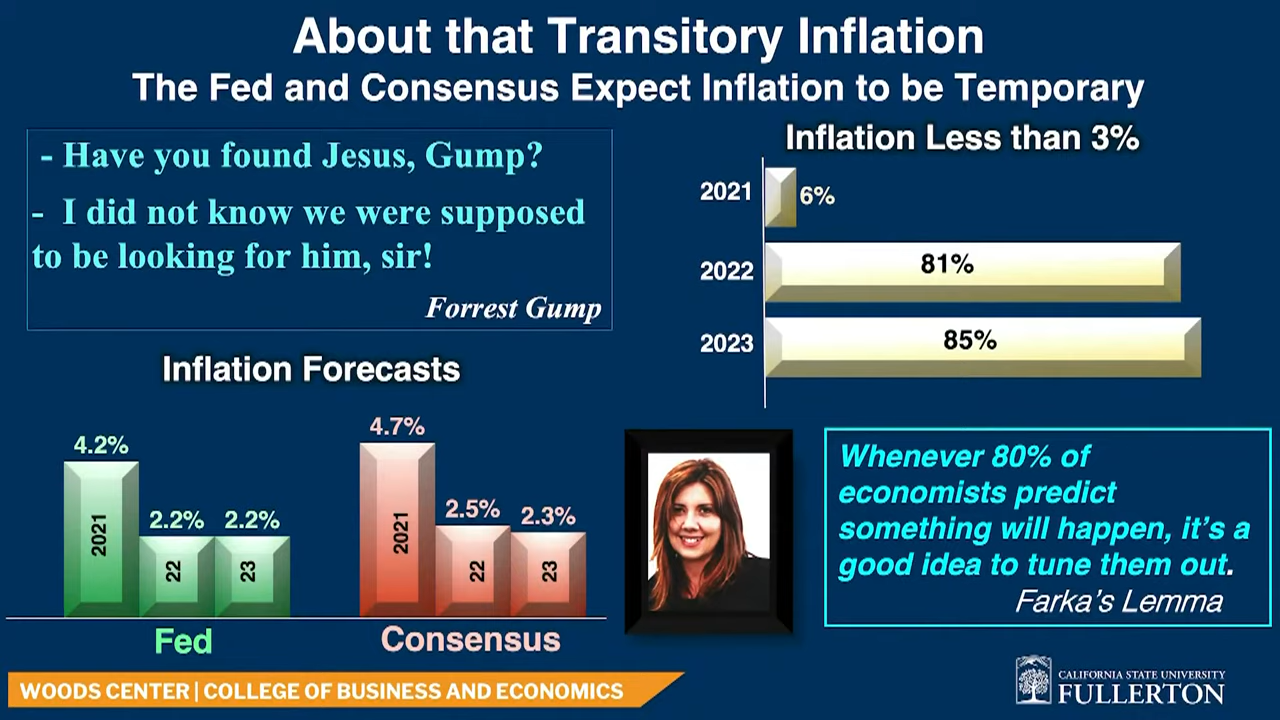 About that Transitory Inflation
The Fed and Consensus Expect Inflation to be Temporary
- Have you found Jesus, Gump?
- I did not know we were supposed
to be looking for him, sir!
Forrest Gump
Inflation Less than 3%
2021
6%
2022
81%
2023
85%
Inflation Forecasts
4.2%
2.2%
2.2%
2021
22
23
Fed
4.7%
2.5%
2.3%
2021
22
23
Consensus
Whenever 80% of
economists predict
something will happen, it's a
good idea to tune them out.
Farka's Lemma
WOODS CENTER | COLLEGE OF BUSINESS AND ECONOMICS
CALIFORNIA STATE UNIVERSITY
FULLERTON